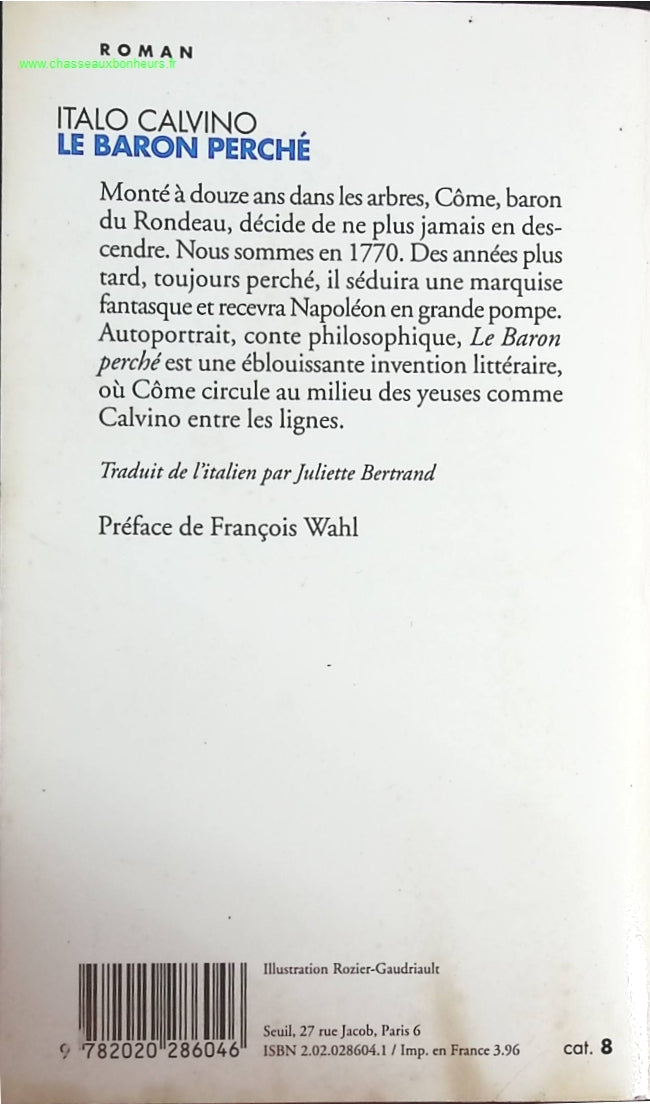 ROMAN
www.chasseauxbonheurs.fr
ITALO CALVINO
LE BARON PERCHÉ
Monté à douze ans dans les arbres, Côme, baron
du Rondeau, décide de ne plus jamais en des-
cendre. Nous sommes en 1770. Des années plus
tard, toujours perché, il séduira une marquise
fantasque et recevra Napoléon en grande pompe.
Autoportrait, conte philosophique, Le Baron
perché est une éblouissante invention littéraire,
où Côme circule au milieu des yeuses comme
Calvino entre les lignes.
Traduit de l'italien par Juliette Bertrand
Préface de François Wahl
Illustration Rozier-Gaudriault
Seuil, 27 rue Jacob, Paris 6
ISBN 2.02.028604.1 / Imp. en France 3.96
9 782020 286046
cat. 8